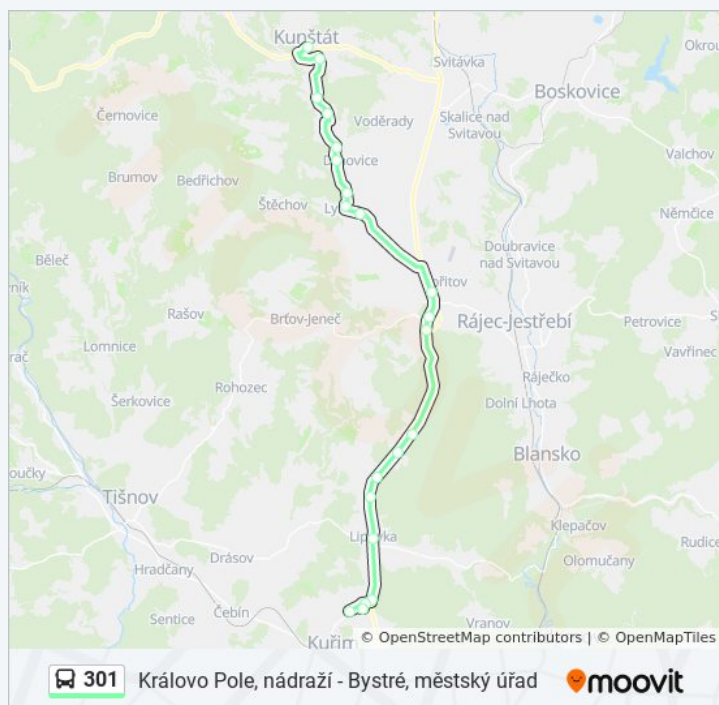 Kunštát
Svitávka
Okrou
Boskovice
Černovice
Voděrady
Skalice nad
Svitavou
Valchov
Brumov
Bedřichov
Štěchov
Ly
Němčice
Běleč
Doubravice
nad Svitavou
Rašov
Brťov-Jeneč
Rájec-Jestřebí
Petrovice
Lomnice
Vavřinec
Rohozec
Ráječko
Šerkovice
Dolní Lhota
oučky
Blansko
Tišnov
Klepačov
Rudice
Drásov
Olomučany
Hradčany
Čebín
Sentice
Vranov
Kuřim
© OpenStreetMap contributors | © OpenMapTiles
301 Královo Pole, nádraží - Bystré, městský úřad
moovit